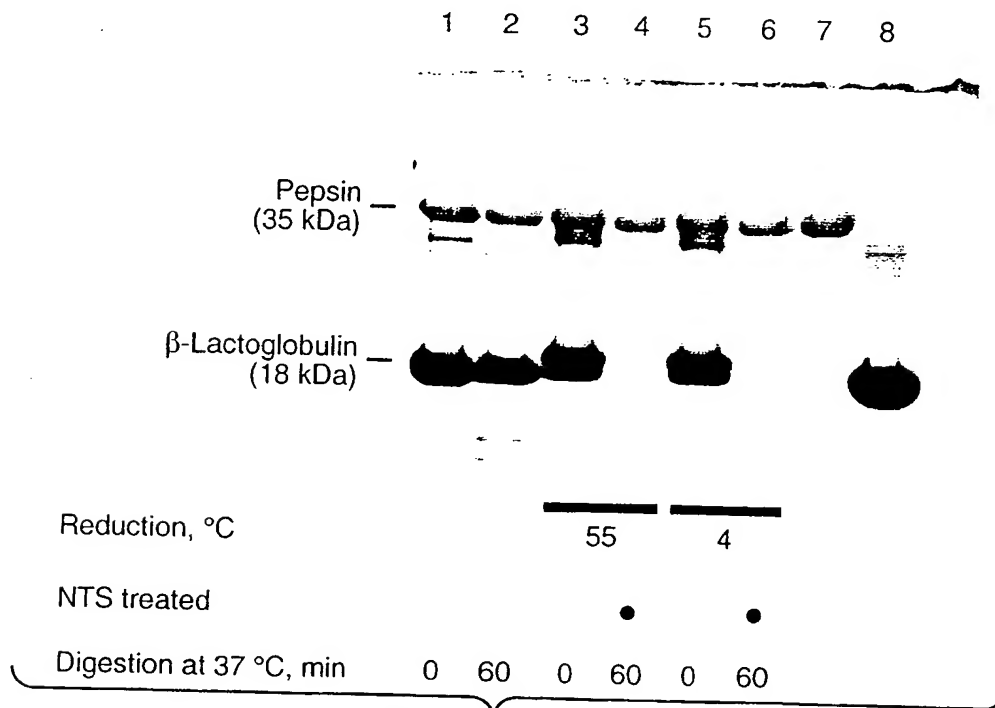 1 2 3 4 5 6 7 8
Pepsin
(35 kDa)
β-Lactoglobulin
(18 kDa)
Reduction, °C
55 4
NTS treated
● ●
Digestion at 37 °C, min 0 60 0 60 0 60